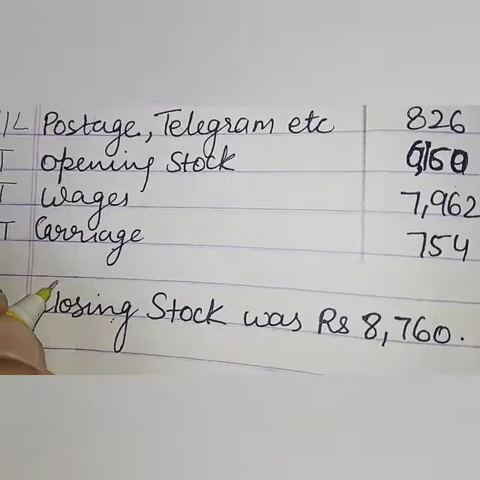 /L Postage, Telegram etc 826
T opening Stock
T Wages 7,962
T Carriage 754
Closing Stock was Rs 8,760.